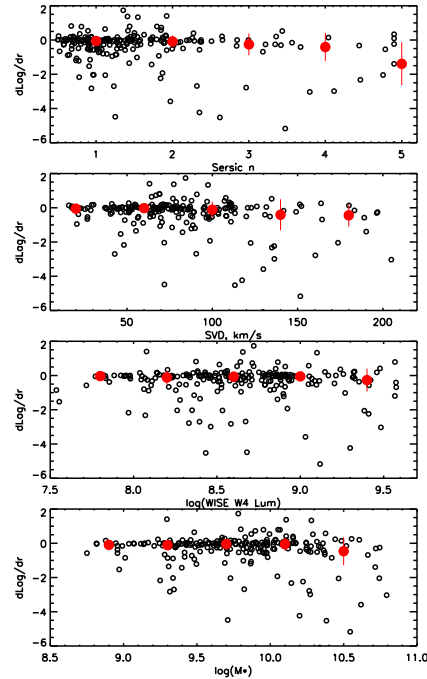 2
0
dLog/dr
-2
-4
-6
1 2 3 4 5
Sersic n
2
0
dLog/dr
-2
-4
-6
50 100 150 200
SVD, km/s
2
0
dLog/dr
-2
-4
-6
7.5 8.0 8.5 9.0 9.5
log(WISE W4 Lum)
2
0
dLog/dr
-2
-4
-6
8.5 9.0 9.5 10.0 10.5 11.0
log(M*)